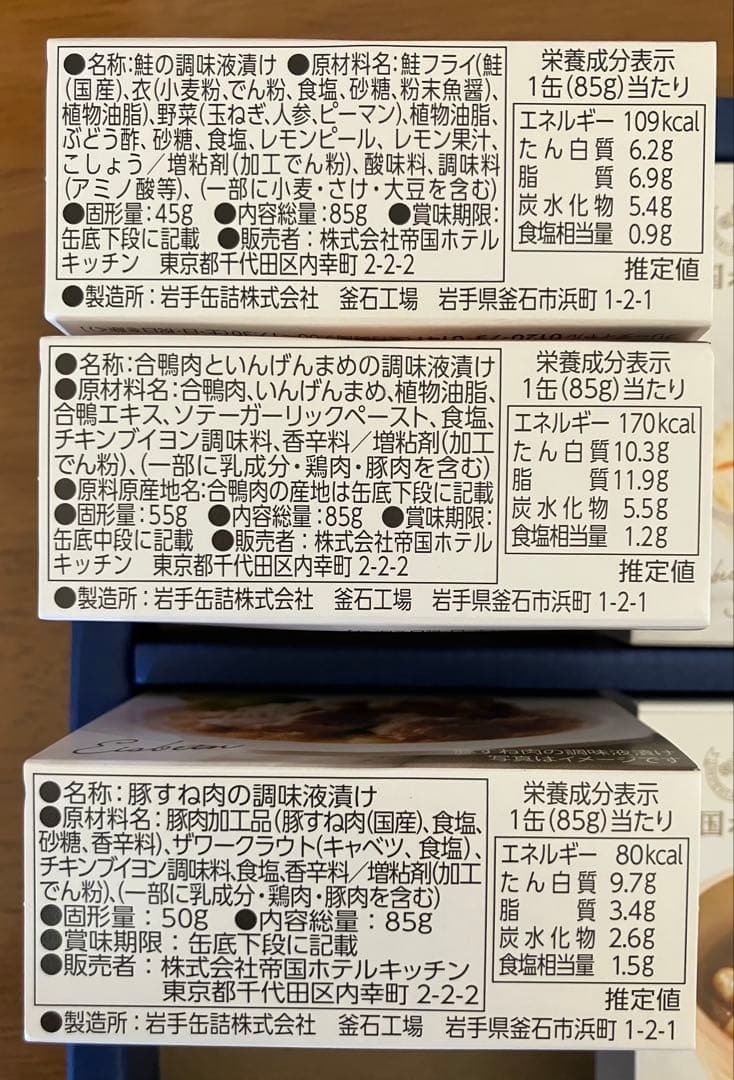 ●名称:鮭の調味液漬け ●原材料名:鮭フライ(鮭
(国産)、衣(小麦粉、でん粉、食塩、砂糖、粉末魚醤)、
植物油脂)、野菜(玉ねぎ、人参、ピーマン)、植物油脂、
ぶどう酢、砂糖、食塩、レモンピール、レモン果汁、
こしょう/増粘剤(加工でん粉)、酸味料、調味料
(アミノ酸等)、(一部に小麦・さけ・大豆を含む)
●固形量:45g ●内容総量:85g ●賞味期限:
缶底下段に記載 ●販売者:株式会社帝国ホテル
キッチン 東京都千代田区内幸町 2-2-2
●製造所:岩手缶詰株式会社 釜石工場 岩手県釜石市浜町 1-2-1
栄養成分表示
1缶(85g)当たり
エネルギー 109kcal
たん白質 6.2g
脂質 6.9g
炭水化物 5.4g
食塩相当量 0.9g
推定値
●名称:合鴨肉といんげんまめの調味液漬け
●原材料名:合鴨肉、いんげんまめ、植物油脂、
合鴨エキス、ソテーガーリックペースト、食塩、
チキンブイヨン調味料、香辛料/増粘剤(加工
でん粉)、(一部に乳成分・鶏肉・豚肉を含む)
●原料原産地名:合鴨肉の産地は缶底下段に記載
●固形量:55g ●内容総量:85g ●賞味期限:
缶底中段に記載 ●販売者:株式会社帝国ホテル
キッチン 東京都千代田区内幸町 2-2-2
●製造所:岩手缶詰株式会社 釜石工場 岩手県釜石市浜町 1-2-1
栄養成分表示
1缶(85g)当たり
エネルギー 170kcal
たん白質 10.3g
脂質 11.9g
炭水化物 5.5g
食塩相当量 1.2g
推定値
Eisbein
豚すね肉の調味液漬け
写真はイメージです
●名称:豚すね肉の調味液漬け
●原材料名:豚肉加工品(豚すね肉(国産)、食塩、
砂糖、香辛料)、ザワークラウト(キャベツ、食塩)、
チキンブイヨン調味料、食塩、香辛料/増粘剤(加工
でん粉)、(一部に乳成分・鶏肉・豚肉を含む)
●固形量:50g ●内容総量:85g
●賞味期限:缶底下段に記載
●販売者:株式会社帝国ホテルキッチン
東京都千代田区内幸町 2-2-2
●製造所:岩手缶詰株式会社 釜石工場 岩手県釜石市浜町 1-2-1
栄養成分表示
1缶(85g)当たり
エネルギー 80kcal
たん白質 9.7g
脂質 3.4g
炭水化物 2.6g
食塩相当量 1.5g
推定値